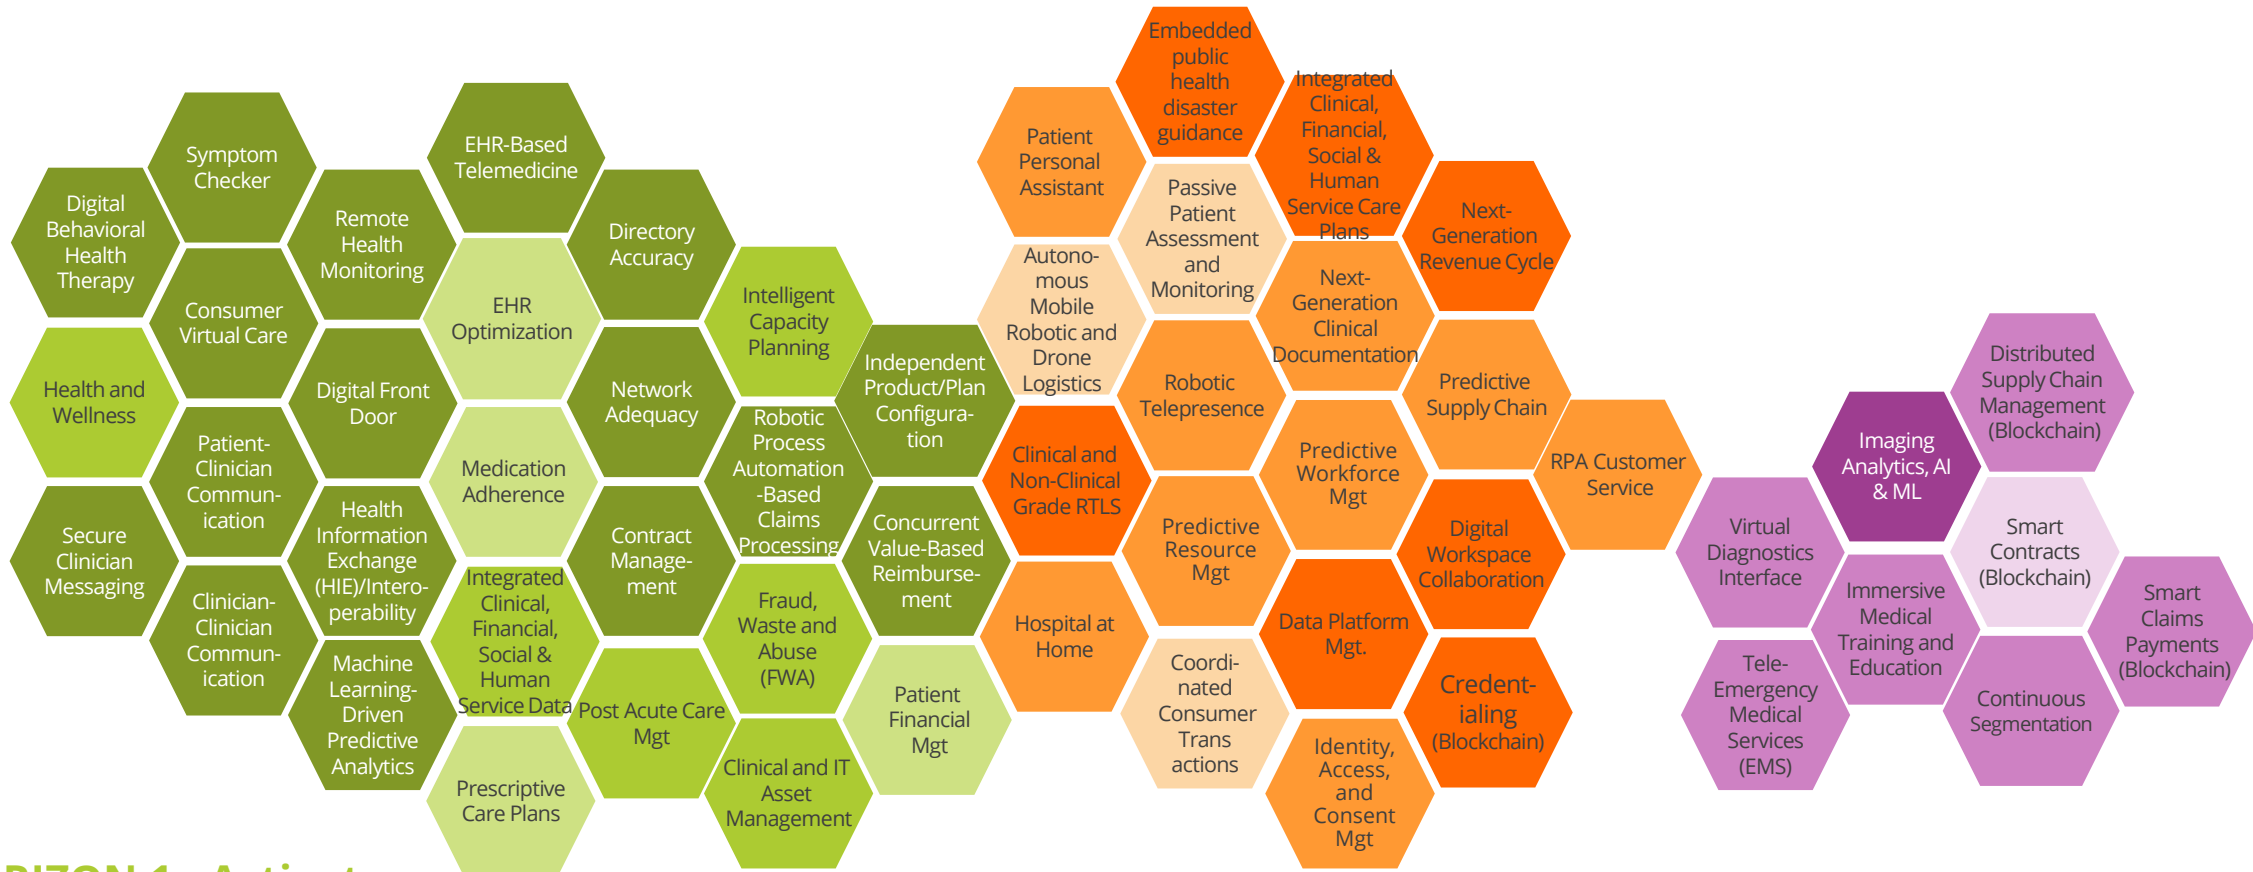 Digital
Behavioral
Health
Therapy
Symptom
Checker
Remote
Health
Monitoring
EHR-Based
Telemedicine
Directory
Accuracy
Consumer
Virtual Care
EHR
Optimization
Intelligent
Capacity
Planning
Health and
Wellness
Digital Front
Door
Network
Adequacy
Independent
Product/Plan
Configura-
tion
Patient-
Clinician
Commun-
ication
Medication
Adherence
Robotic
Process
Automation
-Based
Claims
Processing
Secure
Clinician
Messaging
Health
Information
Exchange
(HIE)/Intero-
perability
Contract
Manage-
ment
Concurrent
Value-Based
Reimburse-
ment
Clinician-
Clinician
Commun-
ication
Integrated
Clinical,
Financial,
Social &
Human
Service Data
Fraud,
Waste and
Abuse
(FWA)
Machine
Learning-
Driven
Predictive
Analytics
Post Acute Care
Mgt
Patient
Financial
Mgt
Prescriptive
Care Plans
Clinical and IT
Asset
Management
Embedded
public
health
disaster
guidance
Patient
Personal
Assistant
Integrated
Clinical,
Financial,
Social &
Human
Service Care
Plans
Passive
Patient
Assessment
and
Monitoring
Next-
Generation
Revenue Cycle
Autono-
mous
Mobile
Robotic and
Drone
Logistics
Next-
Generation
Clinical
Documentation
Robotic
Telepresence
Predictive
Supply Chain
Clinical and
Non-Clinical
Grade RTLS
Predictive
Workforce
Mgt
RPA Customer
Service
Predictive
Resource
Mgt
Digital
Workspace
Collaboration
Hospital at
Home
Data Platform
Mgt.
Coordi-
nated
Consumer
Trans
actions
Credent-
ialing
(Blockchain)
Identity,
Access,
and
Consent
Mgt
Distributed
Supply Chain
Management
(Blockchain)
Imaging
Analytics, AI
& ML
Virtual
Diagnostics
Interface
Smart
Contracts
(Blockchain)
Immersive
Medical
Training and
Education
Smart
Claims
Payments
(Blockchain)
Tele-
Emergency
Medical
Services
(EMS)
Continuous
Segmentation